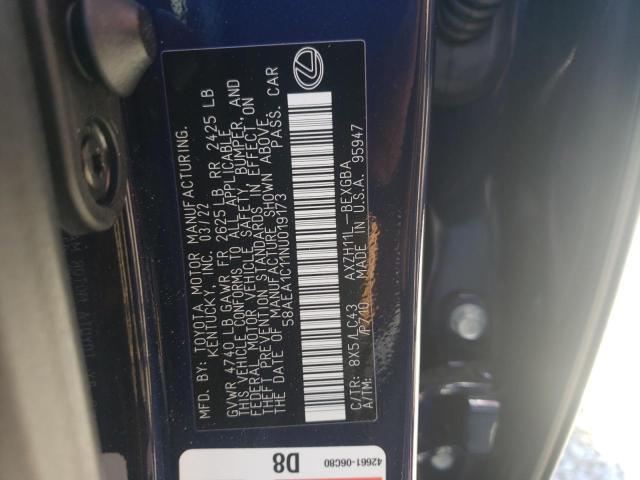 MFD. BY: TOYOTA MOTOR MANUFACTURING,
KENTUCKY, INC. 03/22
GVWR 4740 LB GAWR FR 2625 LB RR 2425 LB
THIS VEHICLE CONFORMS TO ALL APPLICABLE
FEDERAL MOTOR VEHICLE SAFETY, BUMPER, AND
THEFT PREVENTION STANDARDS IN EFFECT ON
THE DATE OF MANUFACTURE SHOWN ABOVE.
58AEA1C11NU019173 PASS. CAR
C/TR: 8X5/LC43 AXZH11L-BEXGBA
A/TM: /P710 MADE IN U.S.A. 95947
D8
42661-06C80